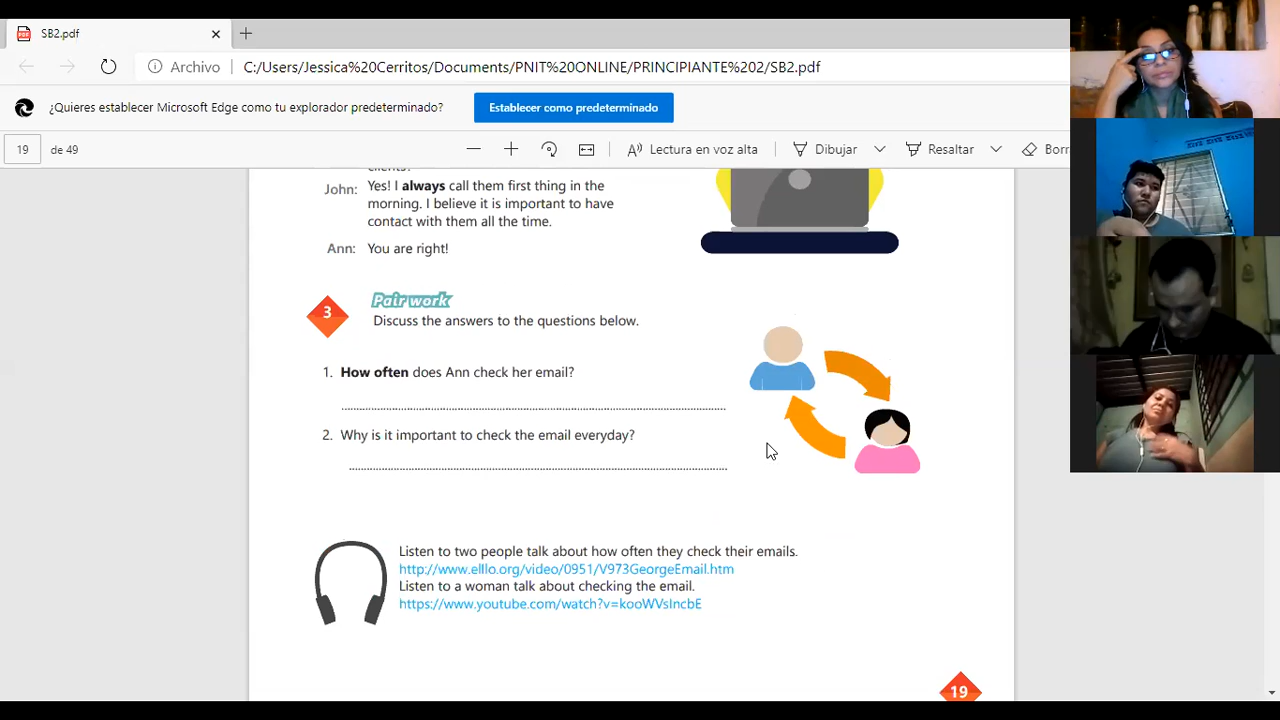 SB2.pdf
Archivo C:/Users/Jessica%20Cerritos/Documents/PNIT%20ONLINE/PRINCIPIANTE%202/SB2.pdf
¿Quieres establecer Microsoft Edge como tu explorador predeterminado? Establecer como predeterminado
19 de 49 Lectura en voz alta Dibujar Resaltar Borr
clients?
John: Yes! I always call them first thing in the
morning. I believe it is important to have
contact with them all the time.
Ann: You are right!
3 Pair work
Discuss the answers to the questions below.
1. How often does Ann check her email?
2. Why is it important to check the email everyday?
Listen to two people talk about how often they check their emails.
http://www.elllo.org/video/0951/V973GeorgeEmail.htm
Listen to a woman talk about checking the email.
https://www.youtube.com/watch?v=kooWVsIncbE
19